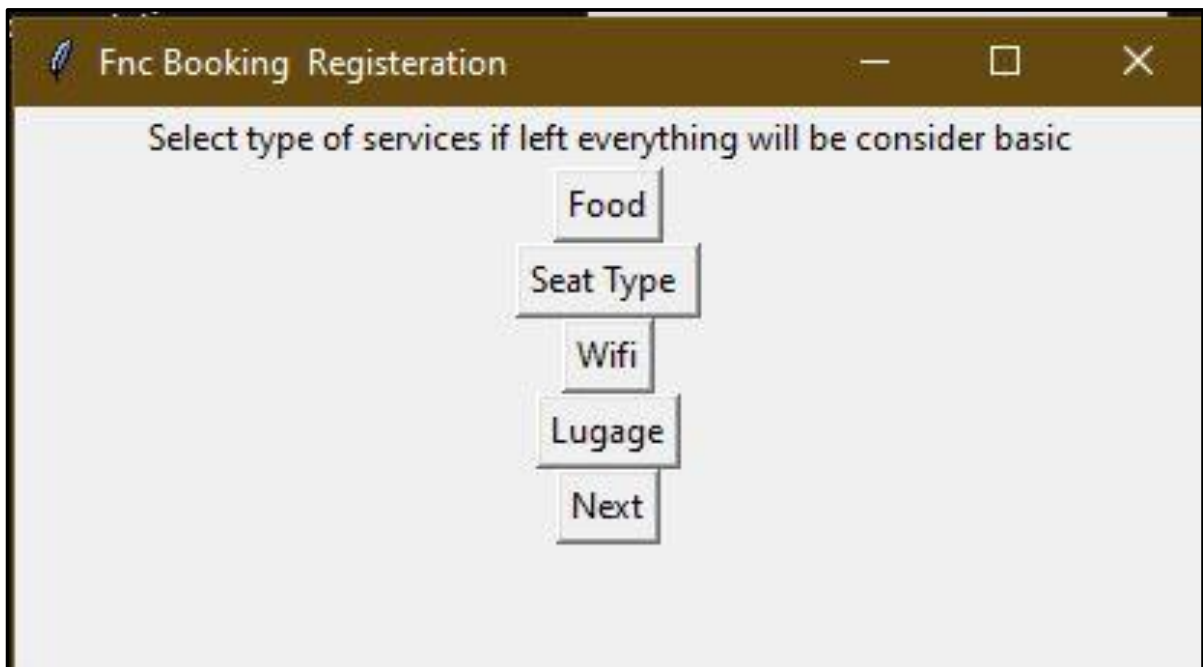 Fnc Booking  Registeration
Select type of services if left everything will be consider basic
Food
Seat Type
Wifi
Lugage
Next